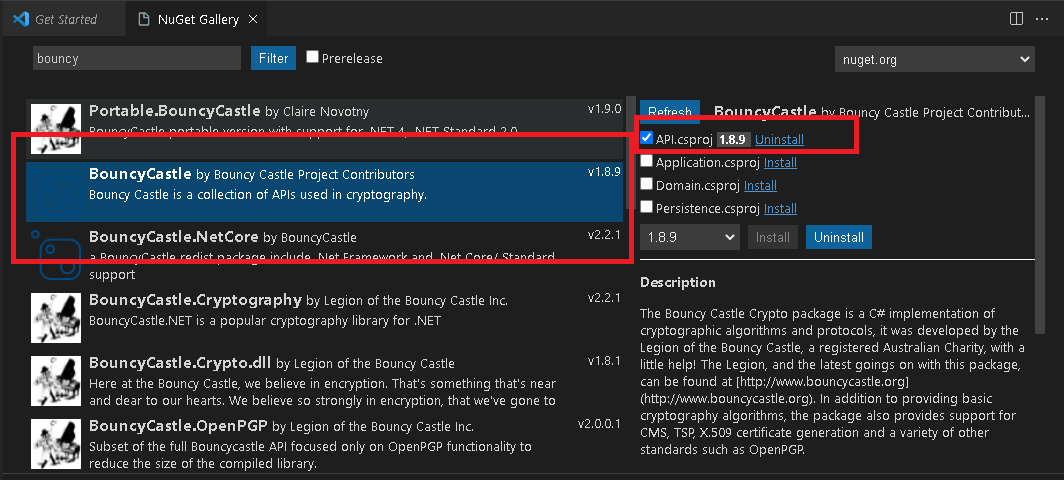 Get Started
NuGet Gallery
bouncy
Filter
Prerelease
nuget.org
Portable.BouncyCastle by Claire Novotny
v1.9.0
BouncyCastle portable version with support for .NET 4, .NET Standard 2.0
BouncyCastle by Bouncy Castle Project Contributors
v1.8.9
Bouncy Castle is a collection of APIs used in cryptography.
BouncyCastle.NetCore by BouncyCastle
v2.2.1
a BouncyCastle redist package include .Net Framework and .Net Core/ Standard
support
BouncyCastle.Cryptography by Legion of the Bouncy Castle Inc.
v2.2.1
BouncyCastle.NET is a popular cryptography library for .NET
BouncyCastle.Crypto.dll by Legion of the Bouncy Castle
v1.8.1
Here at the Bouncy Castle, we believe in encryption. That's something that's near
and dear to our hearts. We believe so strongly in encryption, that we've gone to
BouncyCastle.OpenPGP by Legion of the Bouncy Castle Inc.
v2.0.0.1
Subset of the full Bouncycastle API focused only on OpenPGP functionality to
reduce the size of the compiled library.
Refresh
BouncyCastle by Bouncy Castle Project Contribut...
API.csproj 1.8.9 Uninstall
Application.csproj Install
Domain.csproj Install
Persistence.csproj Install
1.8.9
Install
Uninstall
Description
The Bouncy Castle Crypto package is a C# implementation of
cryptographic algorithms and protocols, it was developed by the
Legion of the Bouncy Castle, a registered Australian Charity, with a
little help! The Legion, and the latest goings on with this package,
can be found at [http://www.bouncycastle.org]
(http://www.bouncycastle.org). In addition to providing basic
cryptography algorithms, the package also provides support for
CMS, TSP, X.509 certificate generation and a variety of other
standards such as OpenPGP.